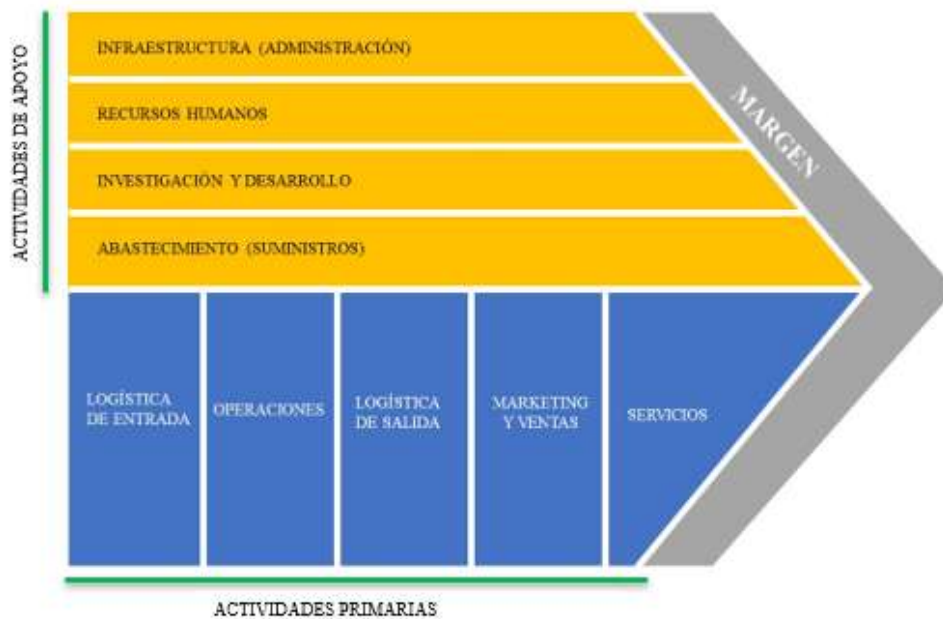 ACTIVIDADES DE APOYO
INFRAESTRUCTURA (ADMINISTRACIÓN)
RECURSOS HUMANOS
INVESTIGACIÓN Y DESARROLLO
ABASTECIMIENTO (SUMINISTROS)
MARGEN
LOGÍSTICA
DE ENTRADA
OPERACIONES
LOGÍSTICA
DE SALIDA
MARKETING
Y VENTAS
SERVICIOS
ACTIVIDADES PRIMARIAS